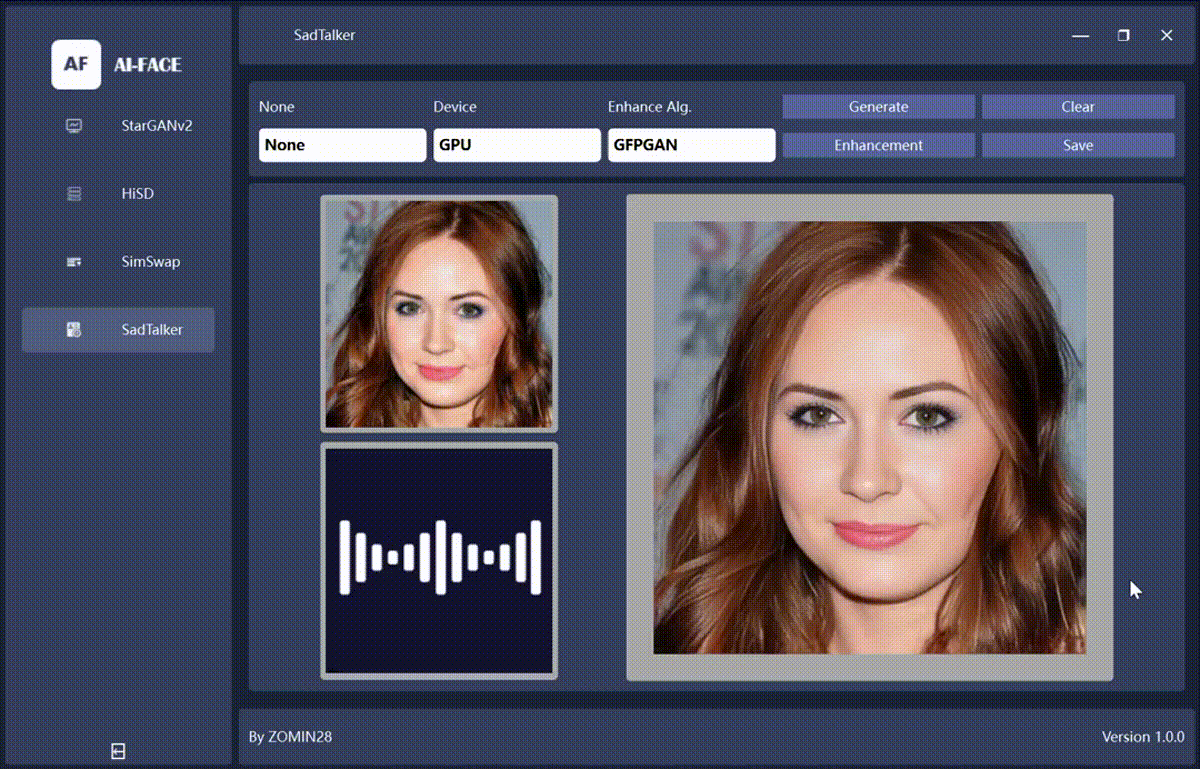 AF
AI-FACE
StarGANv2
HiSD
SimSwap
SadTalker
SadTalker
None
Device
Enhance Alg.
Generate
Clear
None
GPU
GFPGAN
Enhancement
Save
By ZOMIN28
Version 1.0.0